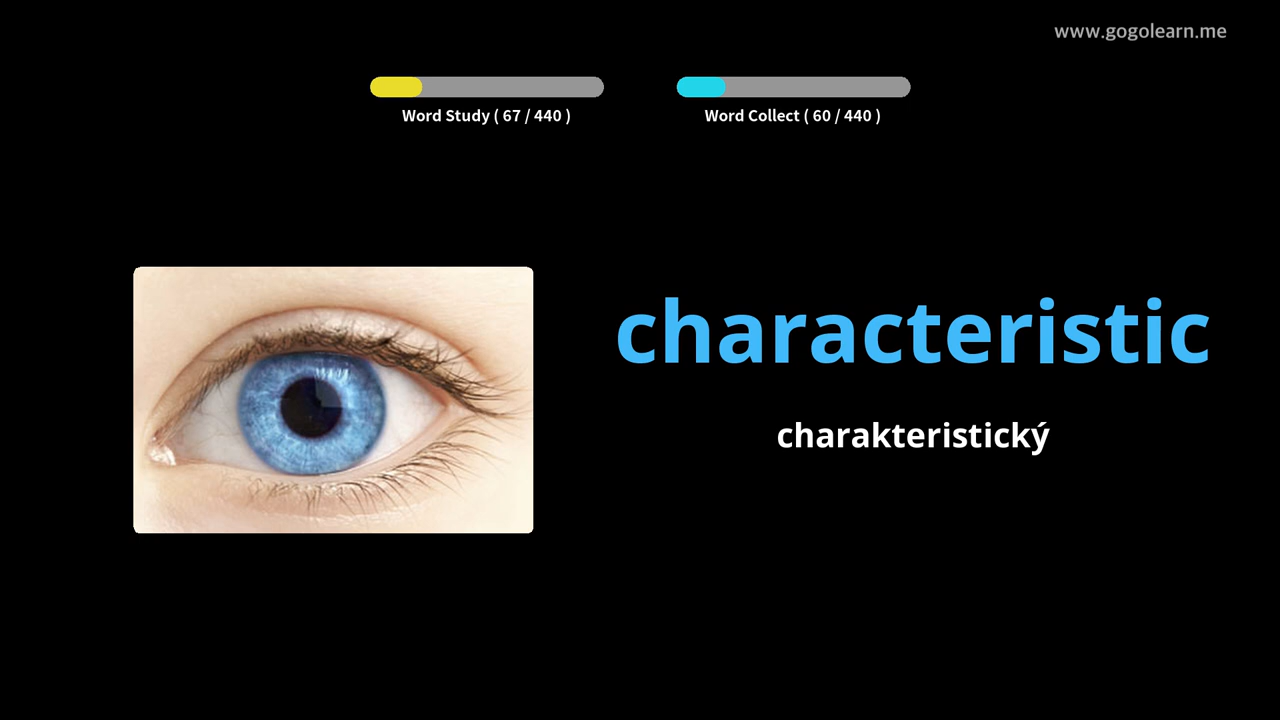 www.gogolearn.me
Word Study ( 67 / 440 )
Word Collect ( 60 / 440 )
characteristic
charakteristický